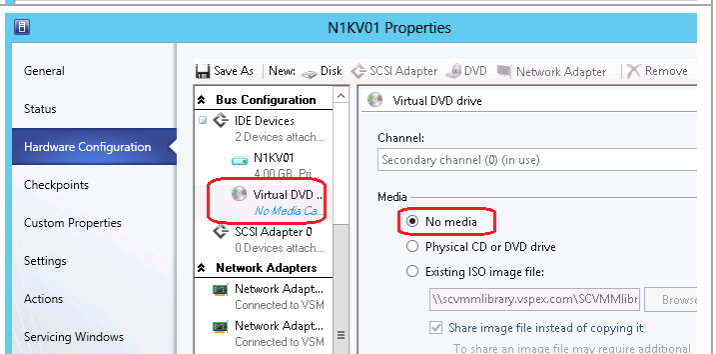 N1KV01 Properties
General
Status
Hardware Configuration
Checkpoints
Custom Properties
Settings
Actions
Servicing Windows
Save As New: Disk SCSI Adapter DVD Network Adapter Remove
Bus Configuration
IDE Devices
2 Devices attach...
N1KV01
4.00 GB, Pri...
Virtual DVD ..
No Media Ca...
SCSI Adapter 0
0 Devices attach...
Network Adapters
Network Adapt...
Connected to VSM
Network Adapt...
Connected to VSM
Virtual DVD drive
Channel:
Secondary channel (0) (in use)
Media
No media
Physical CD or DVD drive
Existing ISO image file:
\\scvmmlibrary.vspex.com\SCVMMlibr Browse
Share image file instead of copying it
To share an image file may require additional